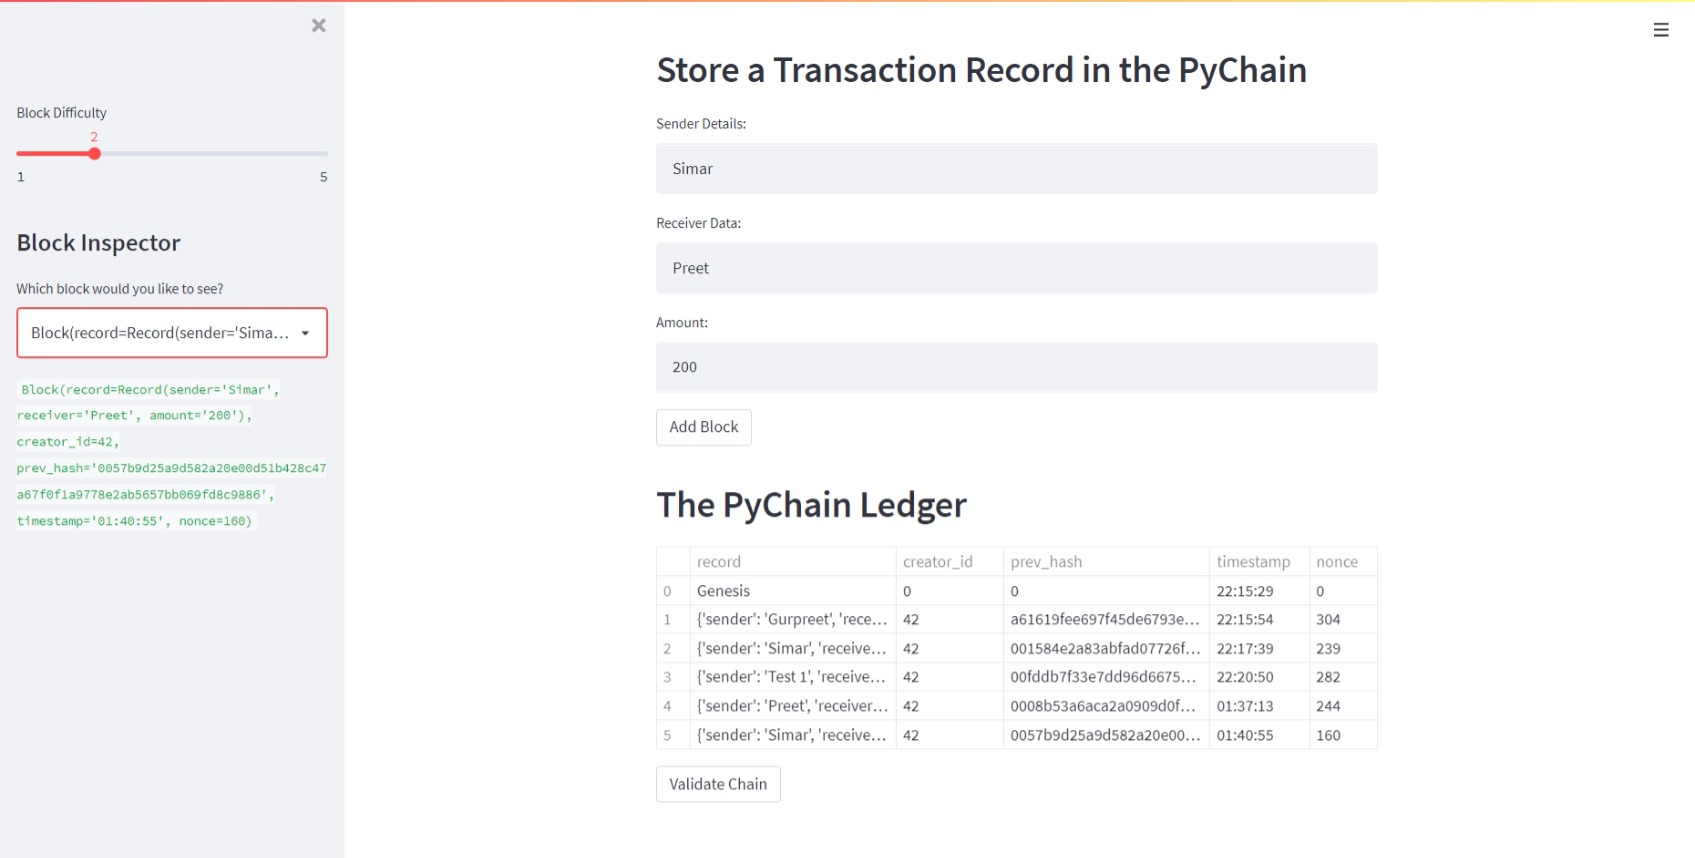 Block Difficulty
2
1 5
Block Inspector
Which block would you like to see?
Block(record=Record(sender='Sima...
Block(record=Record(sender='Simar',
receiver='Preet', amount='200'),
creator_id=42,
prev_hash='0057b9d25a9d582a20e00d51b428c47
a67f0f1a9778e2ab5657bb069fd8c9886',
timestamp='01:40:55', nonce=160)
Store a Transaction Record in the PyChain
Sender Details:
Simar
Receiver Data:
Preet
Amount:
200
Add Block
The PyChain Ledger
record creator_id prev_hash timestamp nonce
0 Genesis 0 0 22:15:29 0
1 {'sender': 'Gurpreet', 'rece... 42 a61619fee697f45de6793e... 22:15:54 304
2 {'sender': 'Simar', 'receive... 42 001584e2a83abfad07726f... 22:17:39 239
3 {'sender': 'Test 1', 'receive... 42 00fddb7f33e7dd96d6675... 22:20:50 282
4 {'sender': 'Preet', 'receiver... 42 0008b53a6aca2a0909d0f... 01:37:13 244
5 {'sender': 'Simar', 'receive... 42 0057b9d25a9d582a20e00... 01:40:55 160
Validate Chain